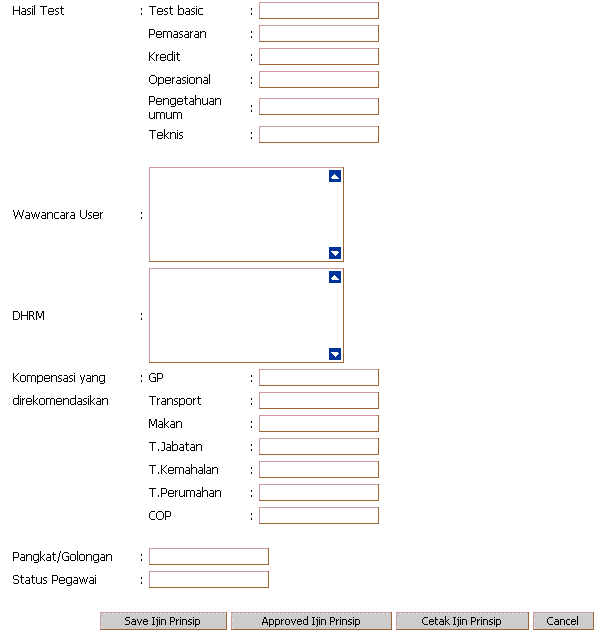 Hasil Test : Test basic :
Pemasaran :
Kredit :
Operasional :
Pengetahuan
umum :
Teknis :
Wawancara User :
DHRM :
Kompensasi yang : GP :
direkomendasikan Transport :
Makan :
T.Jabatan :
T.Kemahalan :
T.Perumahan :
COP :
Pangkat/Golongan :
Status Pegawai :
Save Ijin Prinsip Approved Ijin Prinsip Cetak Ijin Prinsip Cancel